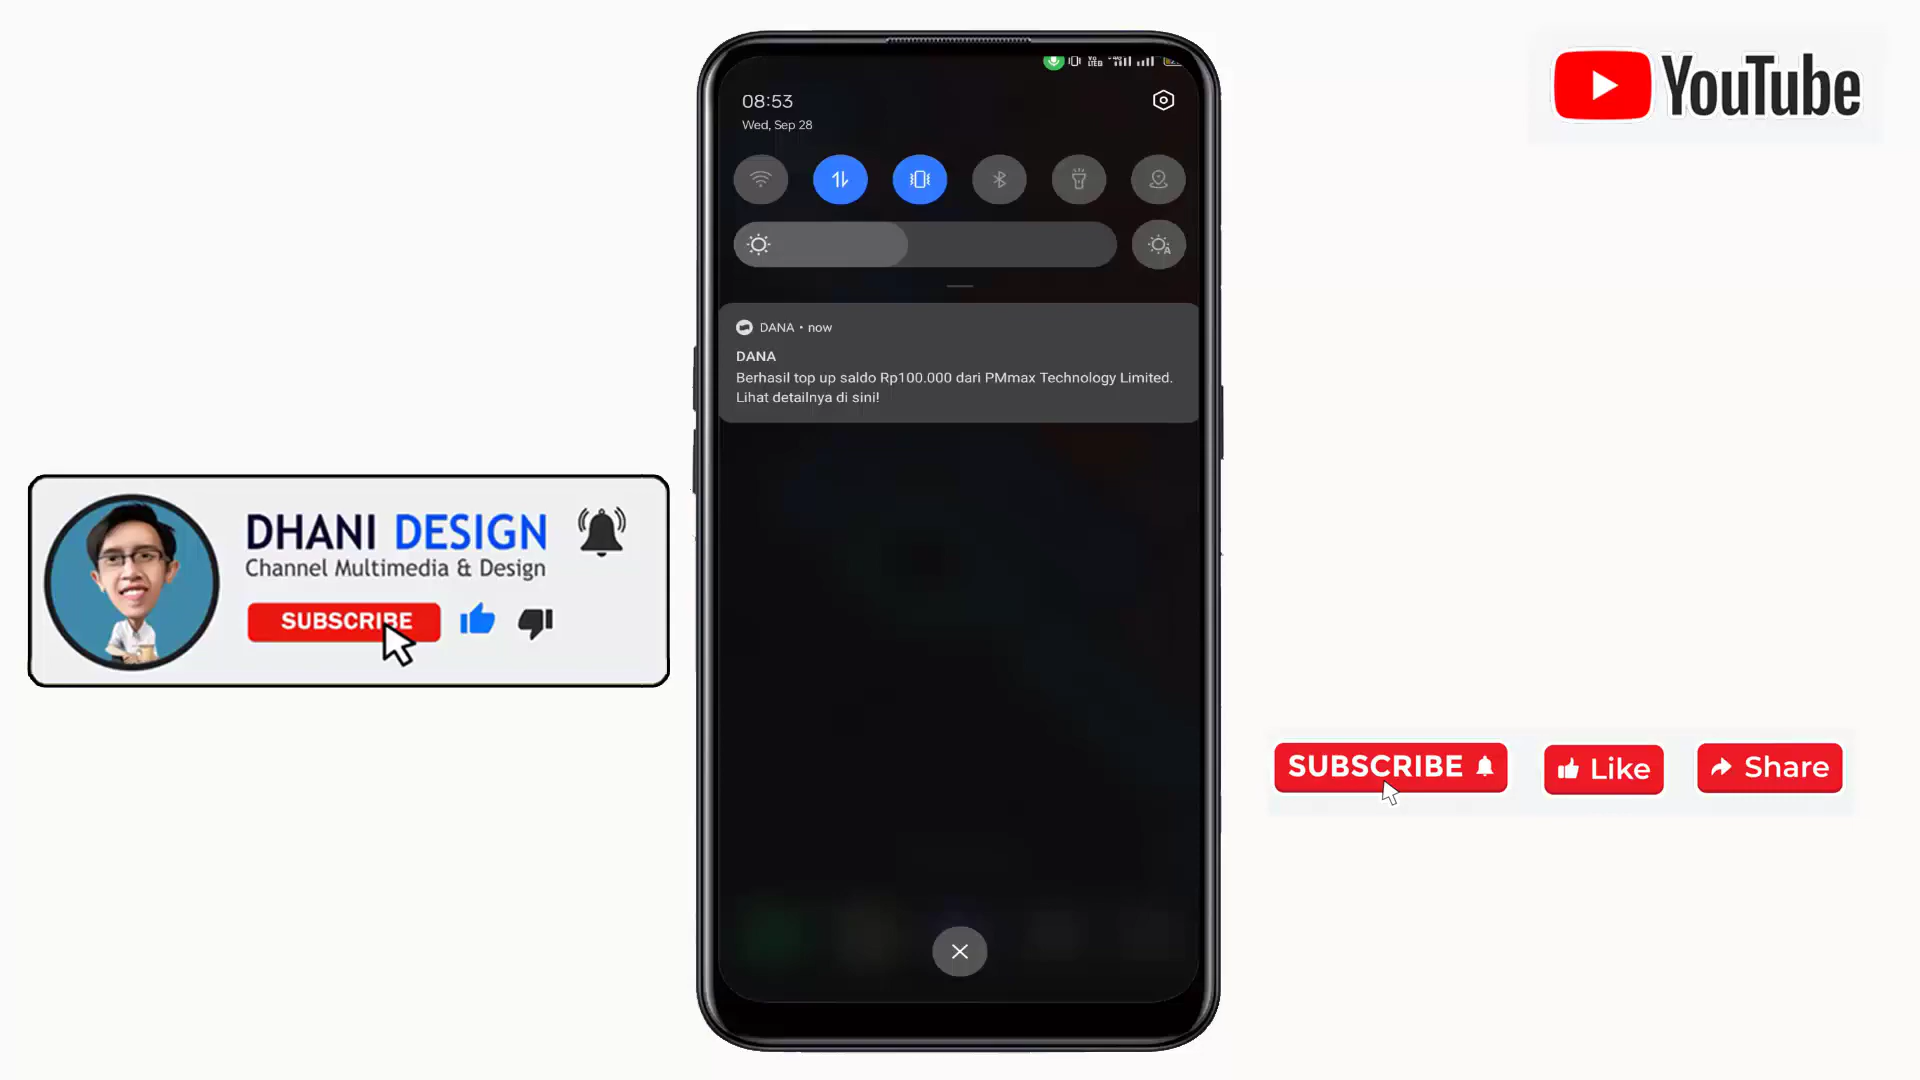 YouTube
08:53
Wed, Sep 28
DANA • now
DANA
Berhasil top up saldo Rp100.000 dari PMmax Technology Limited.
Lihat detailnya di sini!
DHANI DESIGN
Channel Multimedia & Design
SUBSCRIBE
SUBSCRIBE
Like
Share